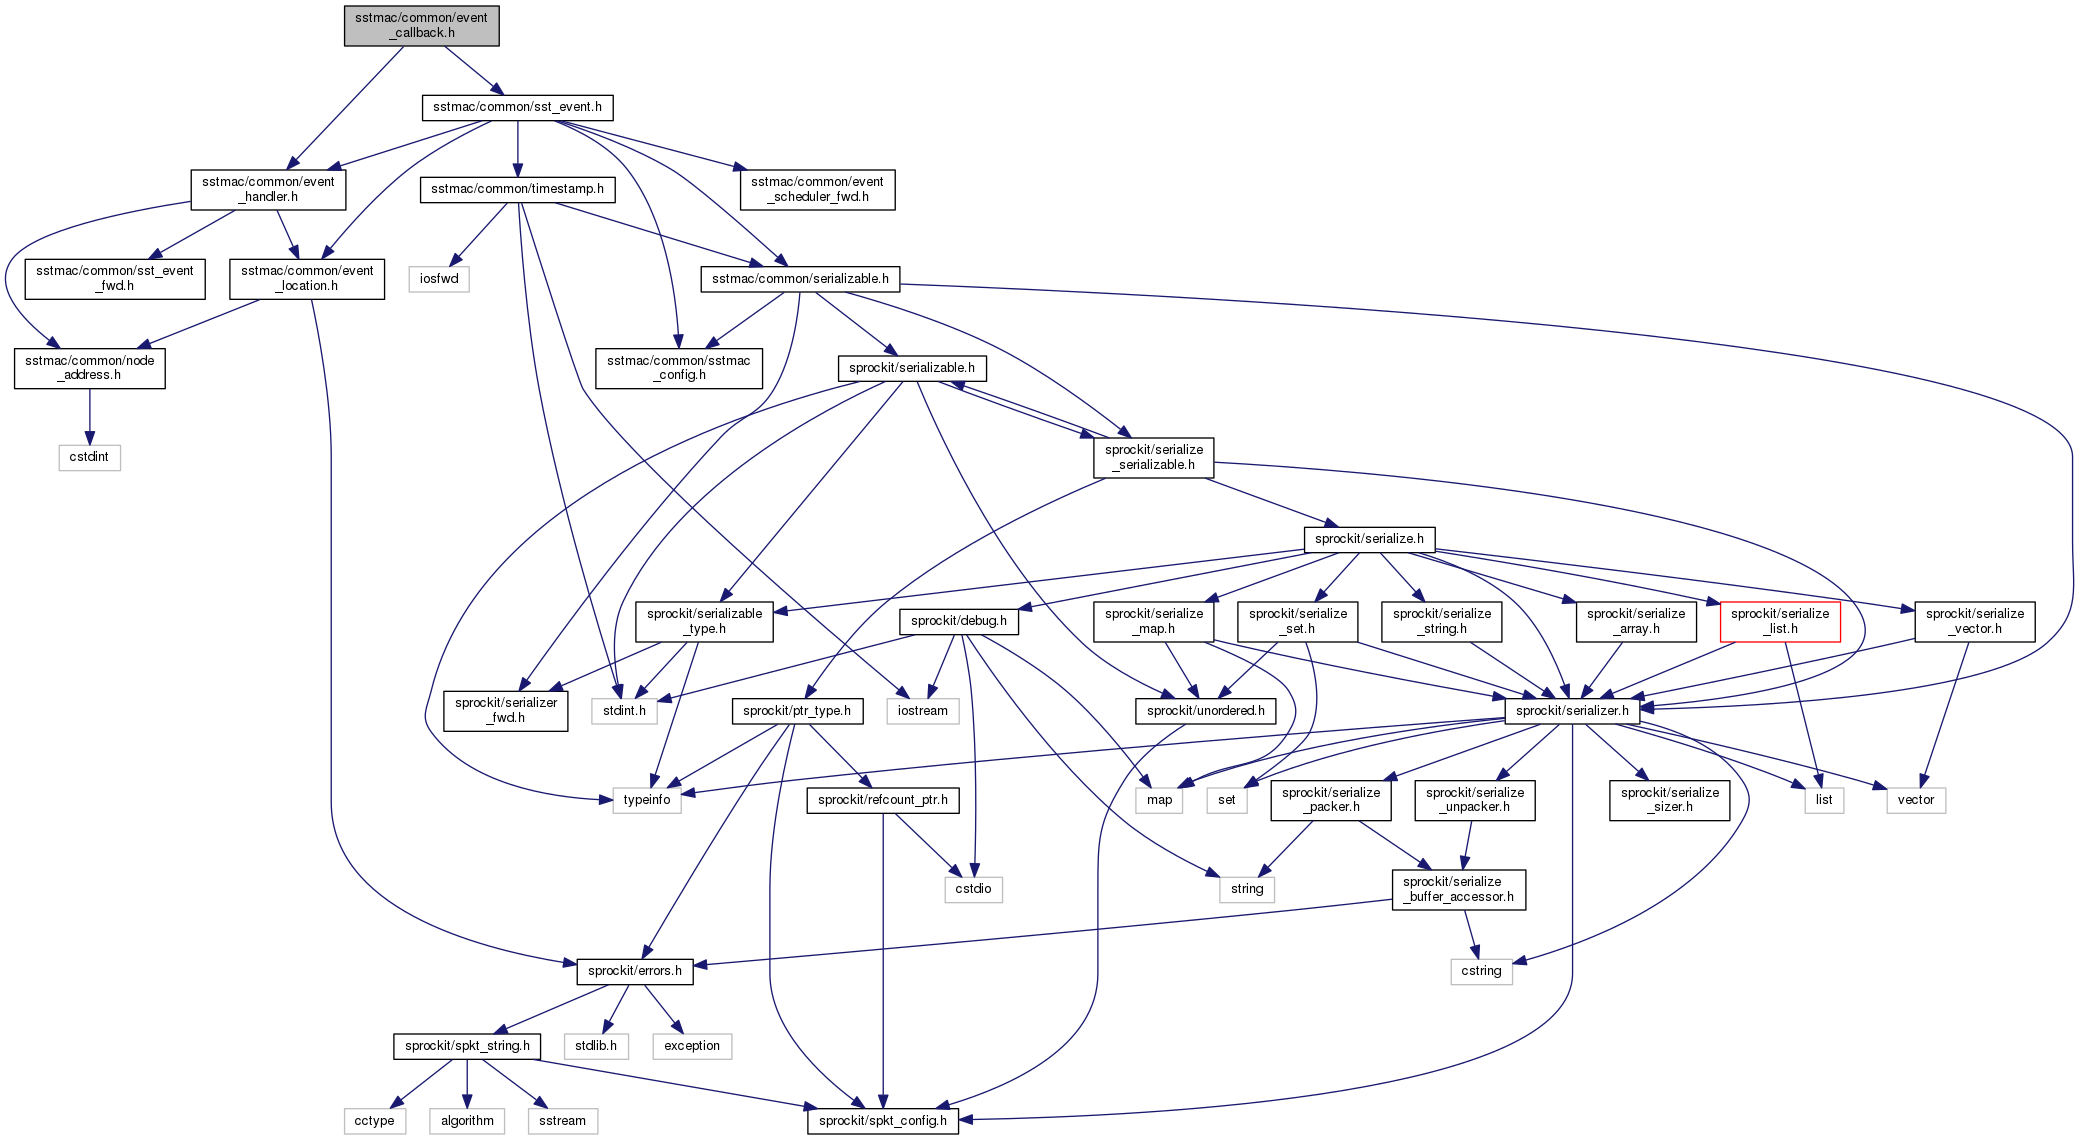 sstmac/common/event
_callback.h
sstmac/common/sst_event.h
sstmac/common/event
_handler.h
sstmac/common/timestamp.h
sstmac/common/event
_scheduler_fwd.h
sstmac/common/sst_event
_fwd.h
sstmac/common/event
_location.h
iosfwd
sstmac/common/serializable.h
sstmac/common/node
_address.h
sstmac/common/sstmac
_config.h
sprockit/serializable.h
cstdint
sprockit/serialize
_serializable.h
sprockit/serialize.h
sprockit/serializable
_type.h
sprockit/debug.h
sprockit/serialize
_map.h
sprockit/serialize
_set.h
sprockit/serialize
_string.h
sprockit/serialize
_array.h
sprockit/serialize
_list.h
sprockit/serialize
_vector.h
sprockit/serializer
_fwd.h
stdint.h
sprockit/ptr_type.h
iostream
sprockit/unordered.h
sprockit/serializer.h
typeinfo
sprockit/refcount_ptr.h
map
set
sprockit/serialize
_packer.h
sprockit/serialize
_unpacker.h
sprockit/serialize
_sizer.h
list
vector
cstdio
string
sprockit/serialize
_buffer_accessor.h
sprockit/errors.h
cstring
sprockit/spkt_string.h
stdlib.h
exception
cctype
algorithm
sstream
sprockit/spkt_config.h